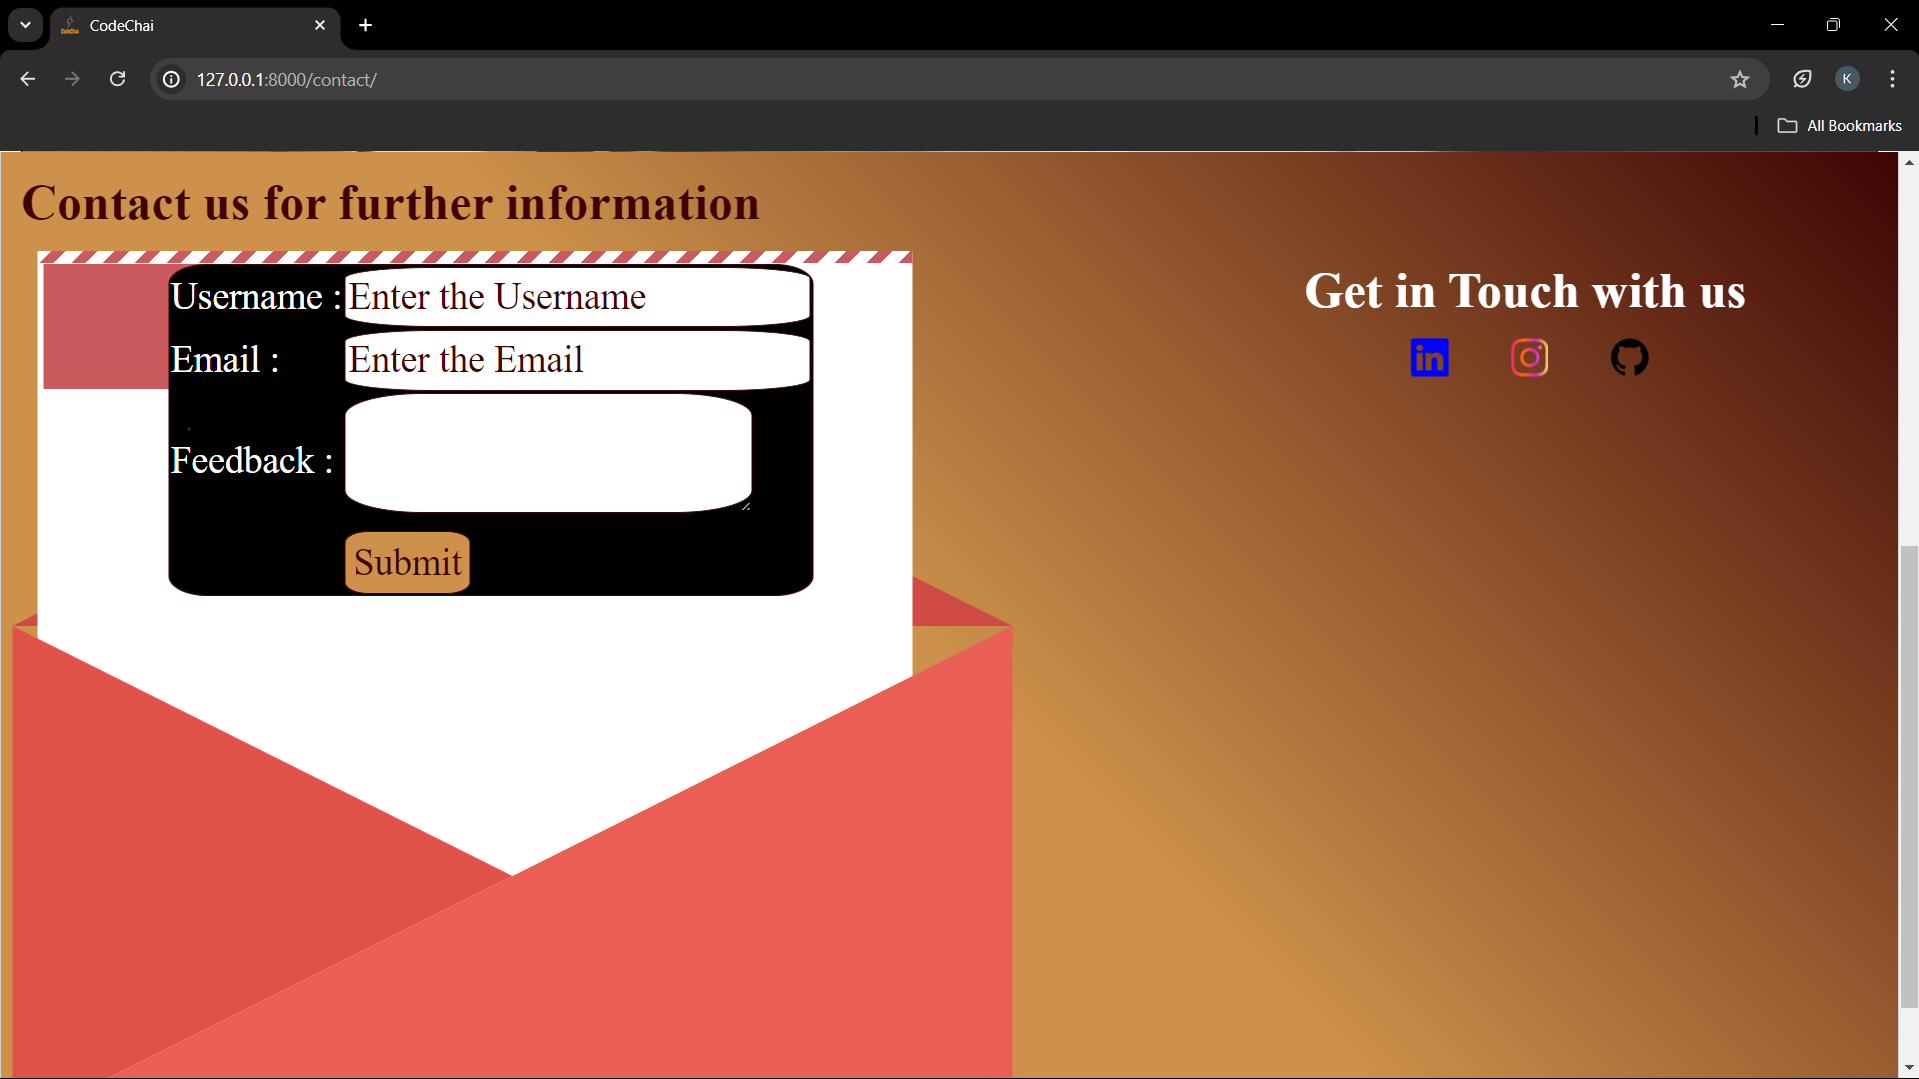 CodeChai
127.0.0.1:8000/contact/
K
All Bookmarks
Contact us for further information
Username :
Enter the Username
Email :
Enter the Email
Feedback :
Submit
Get in Touch with us
in